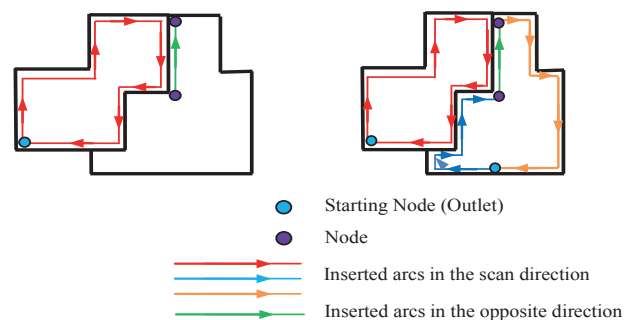 Starting Node (Outlet)
Node
Inserted arcs in the scan direction
Inserted arcs in the opposite direction